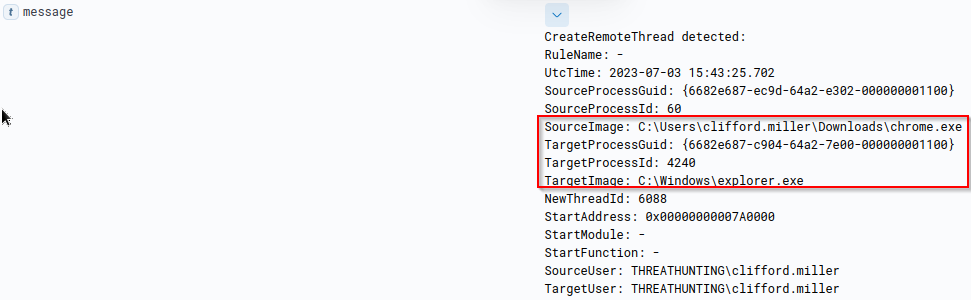 t message
CreateRemoteThread detected:
RuleName: -
UtcTime: 2023-07-03 15:43:25.702
SourceProcessGuid: {6682e687-ec9d-64a2-e302-000000001100}
SourceProcessId: 60
SourceImage: C:\Users\clifford.miller\Downloads\chrome.exe
TargetProcessGuid: {6682e687-c904-64a2-7e00-000000001100}
TargetProcessId: 4240
TargetImage: C:\Windows\explorer.exe
NewThreadId: 6088
StartAddress: 0x00000000007A0000
StartModule: -
StartFunction: -
SourceUser: THREATHUNTING\clifford.miller
TargetUser: THREATHUNTING\clifford.miller